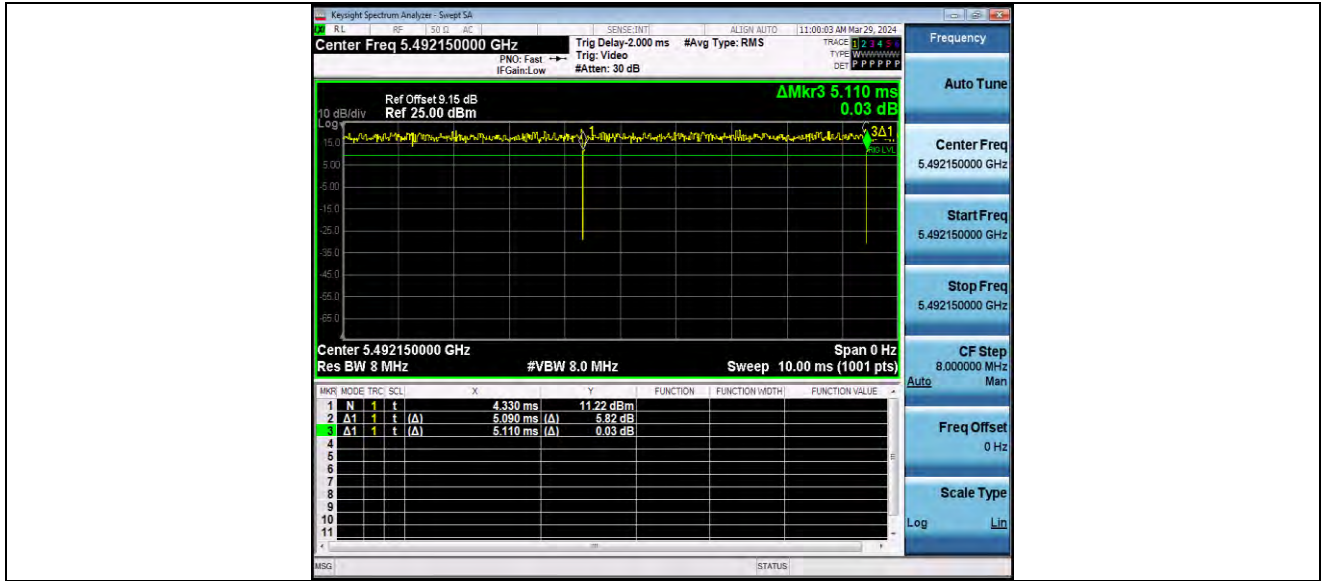 Keysight Spectrum Analyzer - Swept SA
RL RF 50 Ω AC SENSE:INT ALIGN AUTO 11:00:03 AM Mar 29, 2024
Center Freq 5.492150000 GHz
Trig Delay-2.000 ms #Avg Type: RMS
TRACE 1 2 3 4 5 6
PNO: Fast Trig: Video
TYPE WWWWWW
IFGain:Low #Atten: 30 dB
DET P P P P P P
Frequency
Auto Tune
ΔMkr3 5.110 ms
0.03 dB
Ref Offset 9.15 dB
10 dB/div Ref 25.00 dBm
Log
1
3Δ1
15.0
5.00
-5.00
-15.0
-25.0
-35.0
-45.0
-55.0
-65.0
Center Freq
5.492150000 GHz
Start Freq
5.492150000 GHz
Stop Freq
5.492150000 GHz
Center 5.492150000 GHz Span 0 Hz
Res BW 8 MHz #VBW 8.0 MHz Sweep 10.00 ms (1001 pts)
CF Step
8.000000 MHz
Auto Man
MKR MODE TRC SCL X Y FUNCTION FUNCTION WIDTH FUNCTION VALUE
1 N 1 t 4.330 ms 11.22 dBm
2 Δ1 1 t (Δ) 5.090 ms (Δ) 5.82 dB
3 Δ1 1 t (Δ) 5.110 ms (Δ) 0.03 dB
4
5
6
7
8
9
10
11
Freq Offset
0 Hz
Scale Type
Log Lin
MSG STATUS